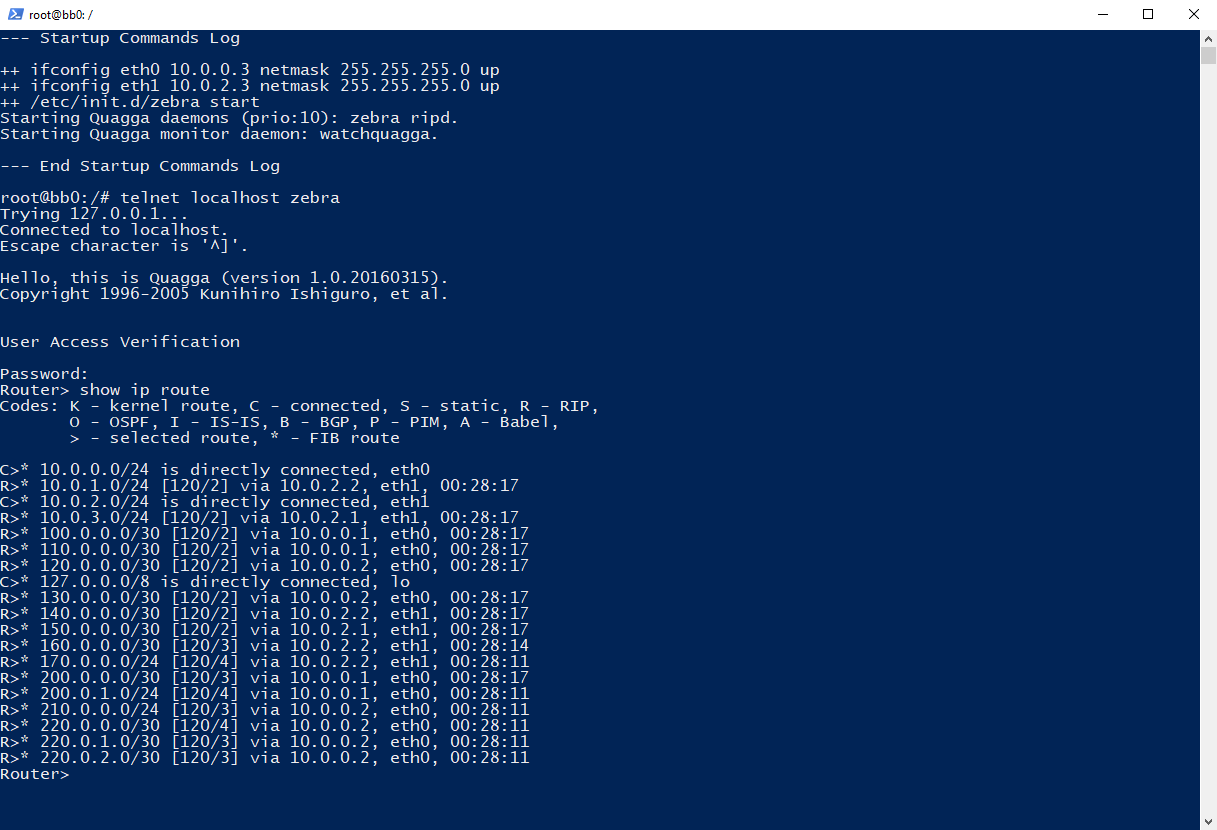 root@bb0: /
--- Startup Commands Log
++ ifconfig eth0 10.0.0.3 netmask 255.255.255.0 up
++ ifconfig eth1 10.0.2.3 netmask 255.255.255.0 up
++ /etc/init.d/zebra start
Starting Quagga daemons (prio:10): zebra ripd.
Starting Quagga monitor daemon: watchquagga.
--- End Startup Commands Log
root@bb0:/# telnet localhost zebra
Trying 127.0.0.1...
Connected to localhost.
Escape character is '^]'.
Hello, this is Quagga (version 1.0.20160315).
Copyright 1996-2005 Kunihiro Ishiguro, et al.
User Access Verification
Password:
Router> show ip route
Codes: K - kernel route, C - connected, S - static, R - RIP,
O - OSPF, I - IS-IS, B - BGP, P - PIM, A - Babel,
> - selected route, * - FIB route
C>* 10.0.0.0/24 is directly connected, eth0
R>* 10.0.1.0/24 [120/2] via 10.0.2.2, eth1, 00:28:17
C>* 10.0.2.0/24 is directly connected, eth1
R>* 10.0.3.0/24 [120/2] via 10.0.2.1, eth1, 00:28:17
R>* 100.0.0.0/30 [120/2] via 10.0.0.1, eth0, 00:28:17
R>* 110.0.0.0/30 [120/2] via 10.0.0.1, eth0, 00:28:17
R>* 120.0.0.0/30 [120/2] via 10.0.0.2, eth0, 00:28:17
C>* 127.0.0.0/8 is directly connected, lo
R>* 130.0.0.0/30 [120/2] via 10.0.0.2, eth0, 00:28:17
R>* 140.0.0.0/30 [120/2] via 10.0.2.2, eth1, 00:28:17
R>* 150.0.0.0/30 [120/2] via 10.0.2.1, eth1, 00:28:17
R>* 160.0.0.0/30 [120/3] via 10.0.2.2, eth1, 00:28:14
R>* 170.0.0.0/24 [120/4] via 10.0.2.2, eth1, 00:28:11
R>* 200.0.0.0/30 [120/3] via 10.0.0.1, eth0, 00:28:17
R>* 200.0.1.0/24 [120/4] via 10.0.0.1, eth0, 00:28:11
R>* 210.0.0.0/24 [120/3] via 10.0.0.2, eth0, 00:28:11
R>* 220.0.0.0/30 [120/4] via 10.0.0.2, eth0, 00:28:11
R>* 220.0.1.0/30 [120/3] via 10.0.0.2, eth0, 00:28:11
R>* 220.0.2.0/30 [120/3] via 10.0.0.2, eth0, 00:28:11
Router>